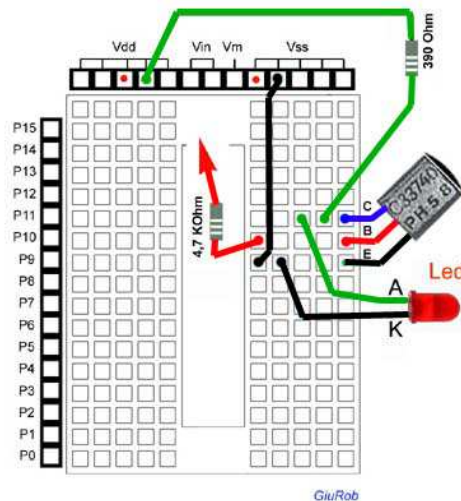 Vdd Vin Vm Vss
390 Ohm
P15
P14
P13
P12
P11
P10
P9
P8
P7
P6
P5
P4
P3
P2
P1
P0
4,7 KOhm
C
B
E
C33740
PH-5 8
Led
A
K
GiuRob